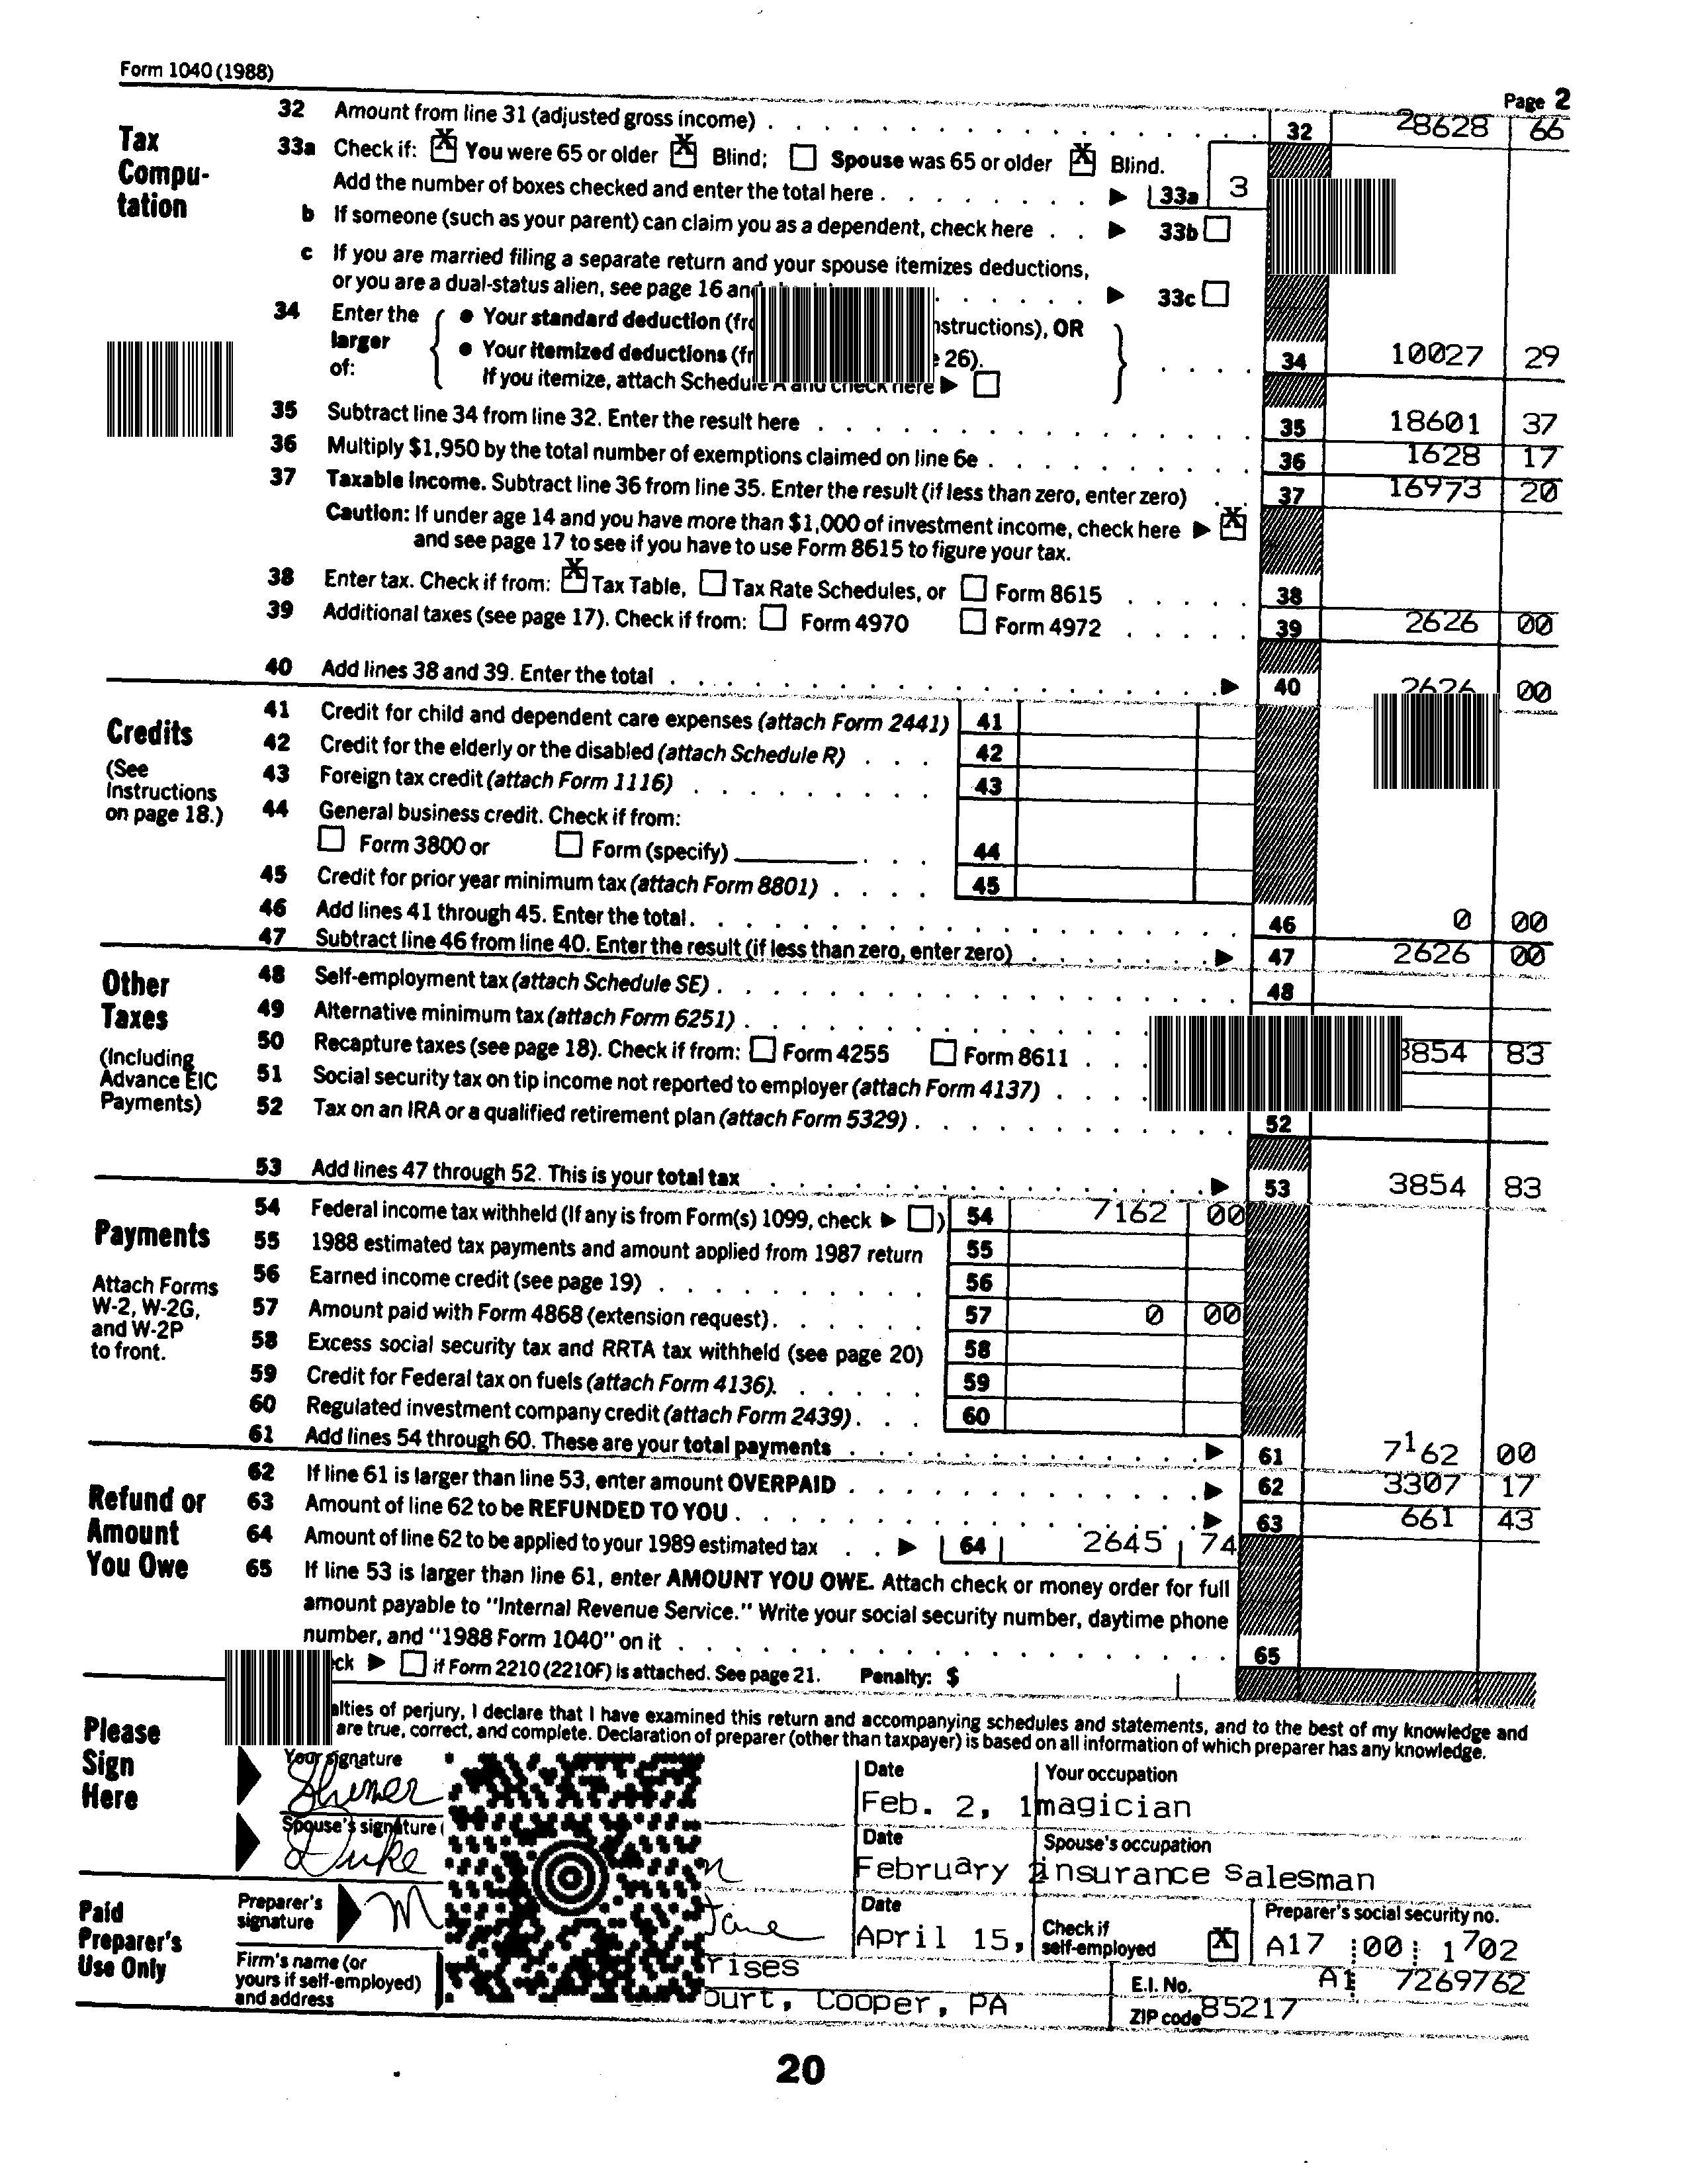 Form 1040 (1988)
Page 2
Tax Compu-tation
32 Amount from line 31 (adjusted gross income) 32 28628 66
33a Check if: X You were 65 or older X Blind; Spouse was 65 or older X Blind.
Add the number of boxes checked and enter the total here 33a 3
b If someone (such as your parent) can claim you as a dependent, check here 33b
c If you are married filing a separate return and your spouse itemizes deductions,
or you are a dual-status alien, see page 16 and 33c
34 Enter the larger of:
• Your standard deduction (from instructions), OR
• Your itemized deductions (fr 26).
If you itemize, attach Schedule A and check here
34 10027 29
35 Subtract line 34 from line 32. Enter the result here 35 18601 37
36 Multiply $1,950 by the total number of exemptions claimed on line 6e 36 1628 17
37 Taxable Income. Subtract line 36 from line 35. Enter the result (if less than zero, enter zero) 37 16973 20
Caution: If under age 14 and you have more than $1,000 of investment income, check here X
and see page 17 to see if you have to use Form 8615 to figure your tax.
38 Enter tax. Check if from: X Tax Table, Tax Rate Schedules, or Form 8615 38
39 Additional taxes (see page 17). Check if from: Form 4970 Form 4972 39 2626 00
40 Add lines 38 and 39. Enter the total 40 2626 00
Credits
(See Instructions on page 18.)
41 Credit for child and dependent care expenses (attach Form 2441) 41
42 Credit for the elderly or the disabled (attach Schedule R) 42
43 Foreign tax credit (attach Form 1116) 43
44 General business credit. Check if from:
Form 3800 or Form (specify) 44
45 Credit for prior year minimum tax (attach Form 8801) 45
46 Add lines 41 through 45. Enter the total 46 0 00
47 Subtract line 46 from line 40. Enter the result (if less than zero, enter zero) 47 2626 00
Other Taxes
(Including Advance EIC Payments)
48 Self-employment tax (attach Schedule SE) 48
49 Alternative minimum tax (attach Form 6251)
50 Recapture taxes (see page 18). Check if from: Form 4255 Form 8611 3854 83
51 Social security tax on tip income not reported to employer (attach Form 4137)
52 Tax on an IRA or a qualified retirement plan (attach Form 5329) 52
53 Add lines 47 through 52. This is your total tax 53 3854 83
Payments
Attach Forms W-2, W-2G, and W-2P to front.
54 Federal income tax withheld (If any is from Form(s) 1099, check ) 54 7162 00
55 1988 estimated tax payments and amount applied from 1987 return 55
56 Earned income credit (see page 19) 56
57 Amount paid with Form 4868 (extension request) 57 0 00
58 Excess social security tax and RRTA tax withheld (see page 20) 58
59 Credit for Federal tax on fuels (attach Form 4136) 59
60 Regulated investment company credit (attach Form 2439) 60
61 Add lines 54 through 60. These are your total payments 61 7162 00
Refund or Amount You Owe
62 If line 61 is larger than line 53, enter amount OVERPAID 62 3307 17
63 Amount of line 62 to be REFUNDED TO YOU 63 661 43
64 Amount of line 62 to be applied to your 1989 estimated tax 64 2645 74
65 If line 53 is larger than line 61, enter AMOUNT YOU OWE. Attach check or money order for full
amount payable to "Internal Revenue Service." Write your social security number, daytime phone
number, and "1988 Form 1040" on it 65
ck if Form 2210 (2210F) is attached. See page 21. Penalty: $
Please Sign Here
alties of perjury, I declare that I have examined this return and accompanying schedules and statements, and to the best of my knowledge and
are true, correct, and complete. Declaration of preparer (other than taxpayer) is based on all information of which preparer has any knowledge.
Your signature Date Your occupation
Feb. 2, 1 magician
Spouse's signature Date Spouse's occupation
Duke February 2 insurance salesman
Paid Preparer's Use Only
Preparer's signature M Jane Date April 15, Check if self-employed X Preparer's social security no. A17 00 1702
Firm's name (or yours if self-employed) and address
rises E.I. No. A1 7269762
ourt, Cooper, PA ZIP code 85217
20